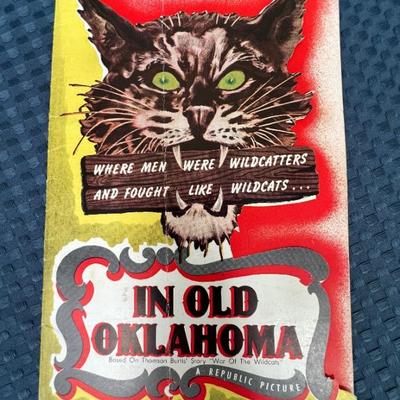 WHERE MEN WERE WILDCATTERS
AND FOUGHT LIKE WILDCATS...
IN OLD
OKLAHOMA
Based On Thomson Burtis' Story "War Of The Wildcats"
A REPUBLIC PICTURE